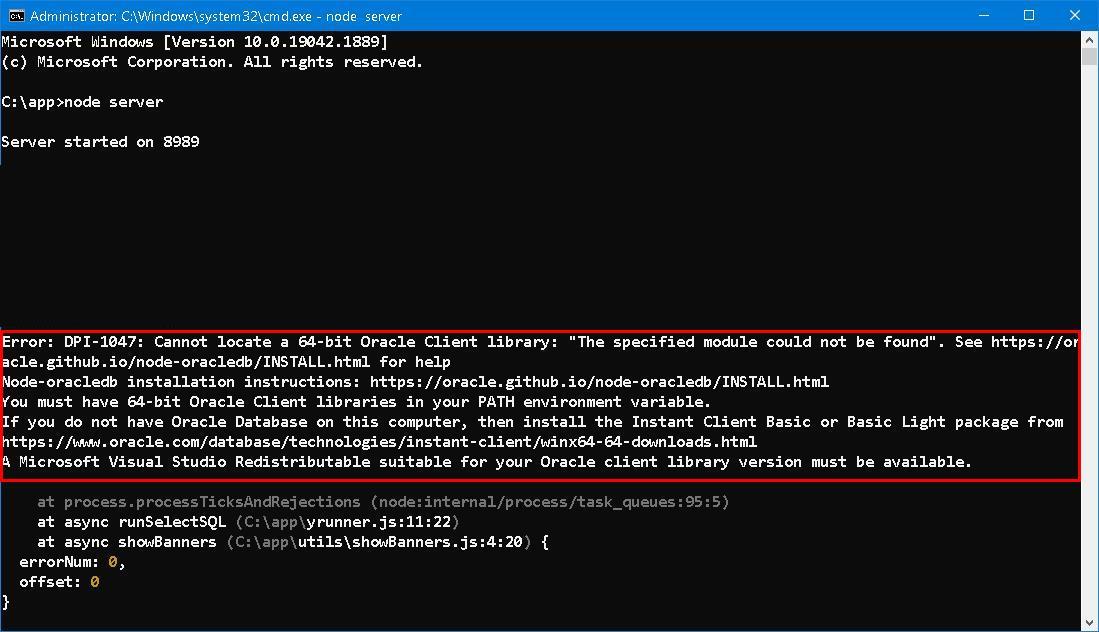 Administrator: C:\Windows\system32\cmd.exe - node  server
Microsoft Windows [Version 10.0.19042.1889]
(c) Microsoft Corporation. All rights reserved.
C:\app>node server
Server started on 8989
Error: DPI-1047: Cannot locate a 64-bit Oracle Client library: "The specified module could not be found". See https://or
acle.github.io/node-oracledb/INSTALL.html for help
Node-oracledb installation instructions: https://oracle.github.io/node-oracledb/INSTALL.html
You must have 64-bit Oracle Client libraries in your PATH environment variable.
If you do not have Oracle Database on this computer, then install the Instant Client Basic or Basic Light package from
https://www.oracle.com/database/technologies/instant-client/winx64-64-downloads.html
A Microsoft Visual Studio Redistributable suitable for your Oracle client library version must be available.
at process.processTicksAndRejections (node:internal/process/task_queues:95:5)
at async runSelectSQL (C:\app\yrunner.js:11:22)
at async showBanners (C:\app\utils\showBanners.js:4:20) {
errorNum: 0,
offset: 0
}